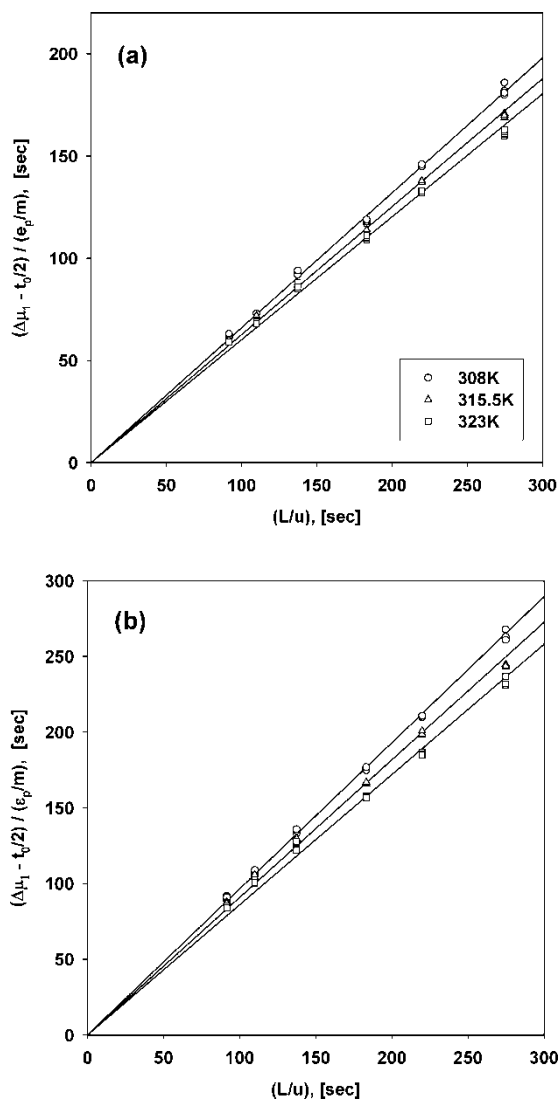 (a)
200
150
100
50
0
(Δμ₁ - t₀/2) / (eₚ/m), [sec]
308K
315.5K
323K
0 50 100 150 200 250 300
(L/u), [sec]
(b)
300
250
200
150
100
50
0
(Δμ₁ - t₀/2) / (εₚ/m), [sec]
0 50 100 150 200 250 300
(L/u), [sec]